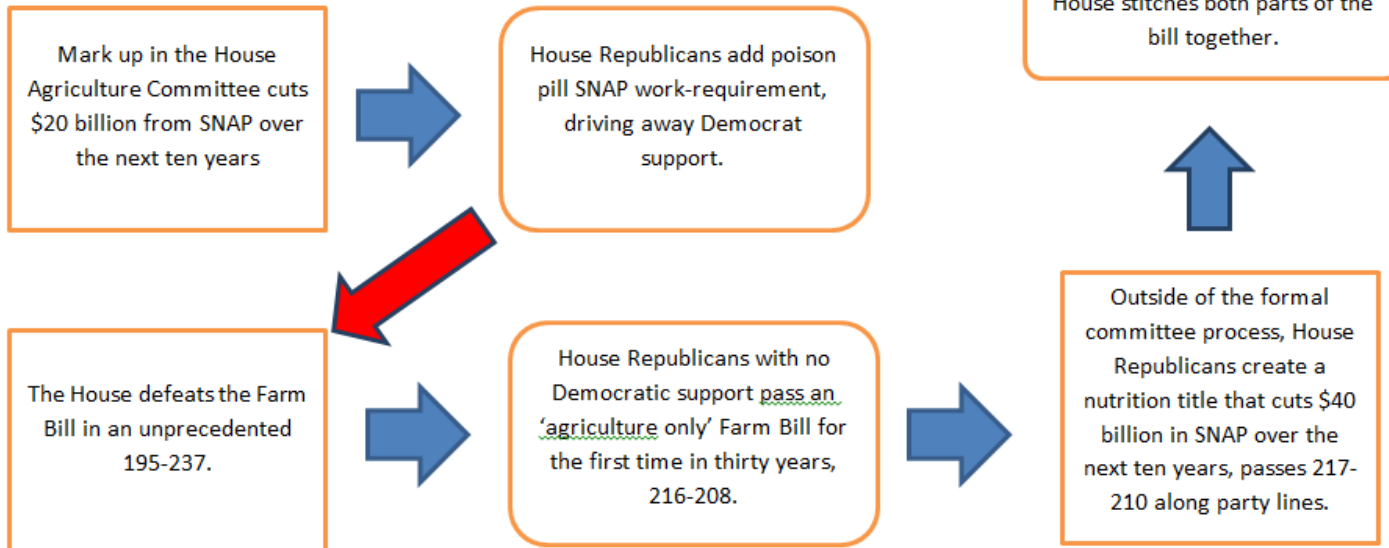 Mark up in the House
Agriculture Committee cuts
$20 billion from SNAP over
the next ten years
House Republicans add poison
pill SNAP work-requirement,
driving away Democrat
support.
The House defeats the Farm
Bill in an unprecedented
195-237.
House Republicans with no
Democratic support pass an
‘agriculture only’ Farm Bill for
the first time in thirty years,
216-208.
Outside of the formal
committee process, House
Republicans create a
nutrition title that cuts $40
billion in SNAP over the
next ten years, passes 217-
210 along party lines.
House stitches both parts of the
bill together.